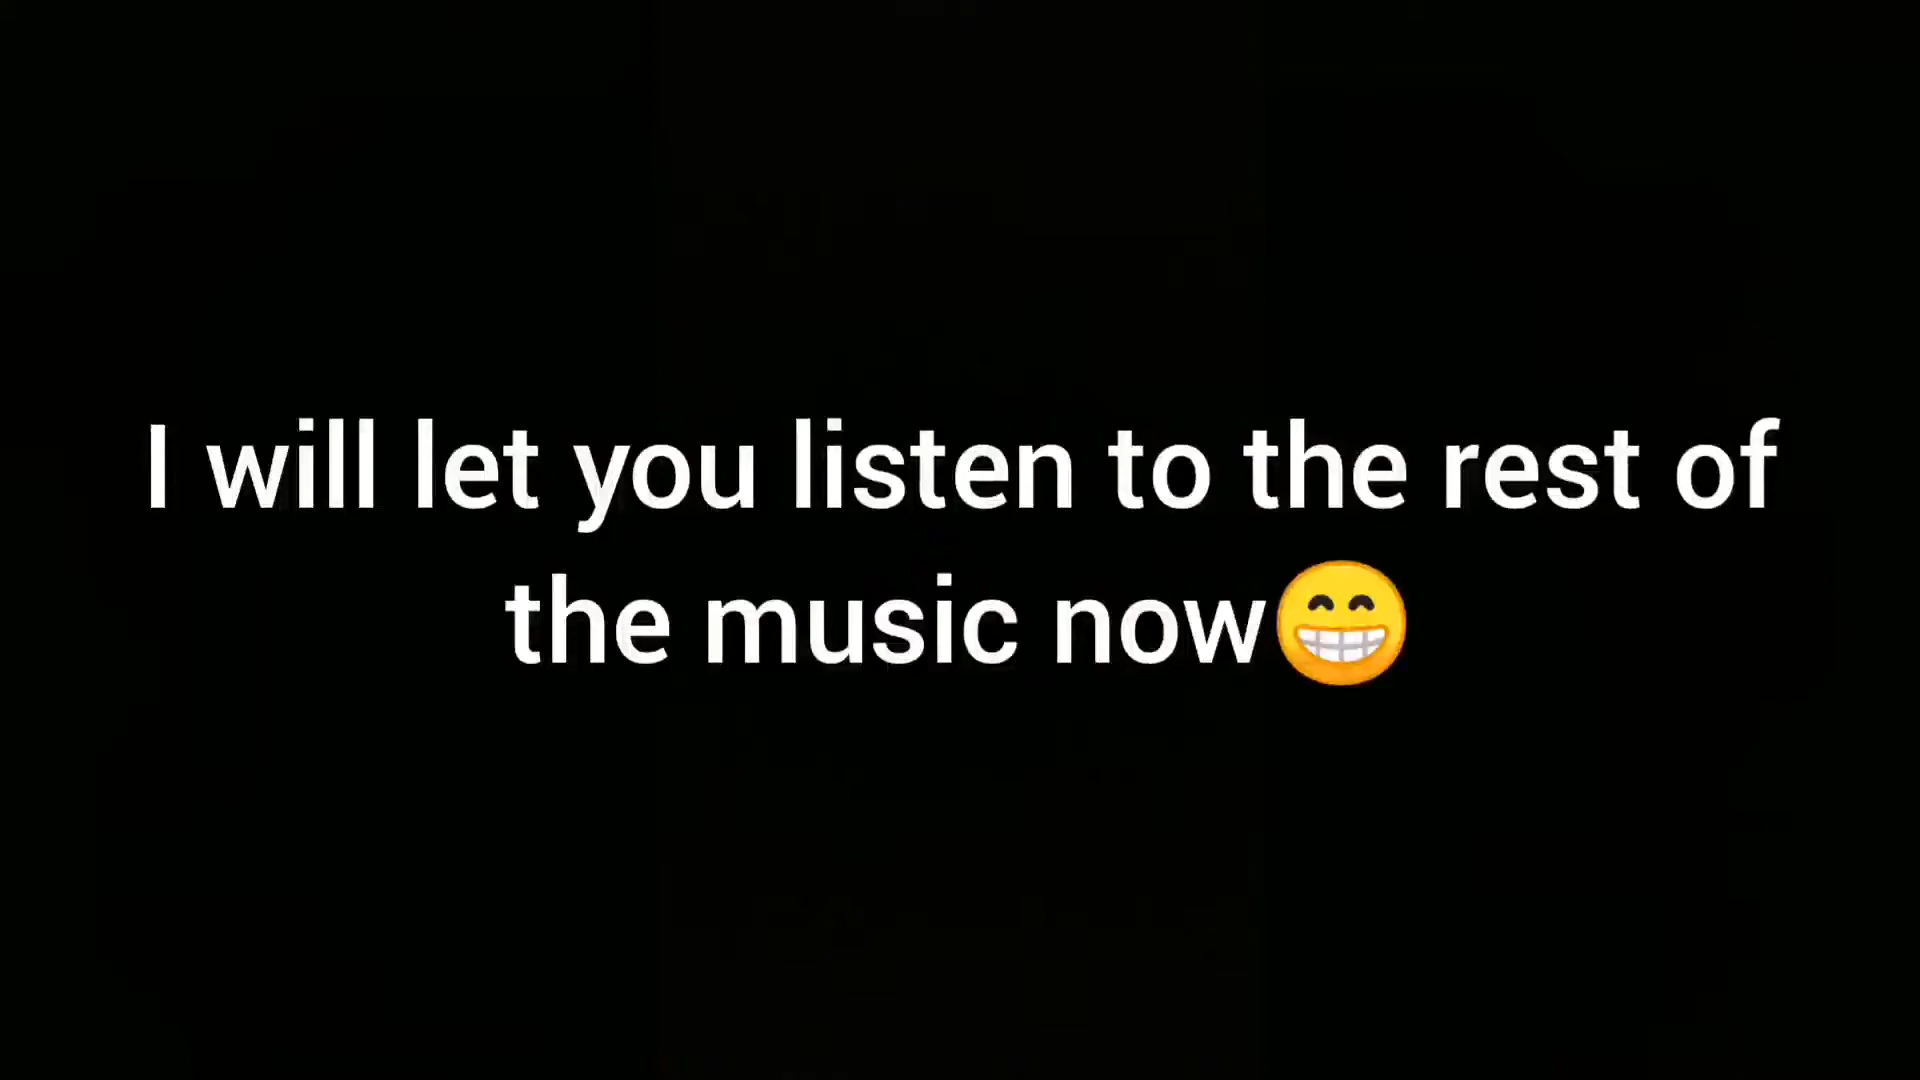 I will let you listen to the rest of
the music now😁